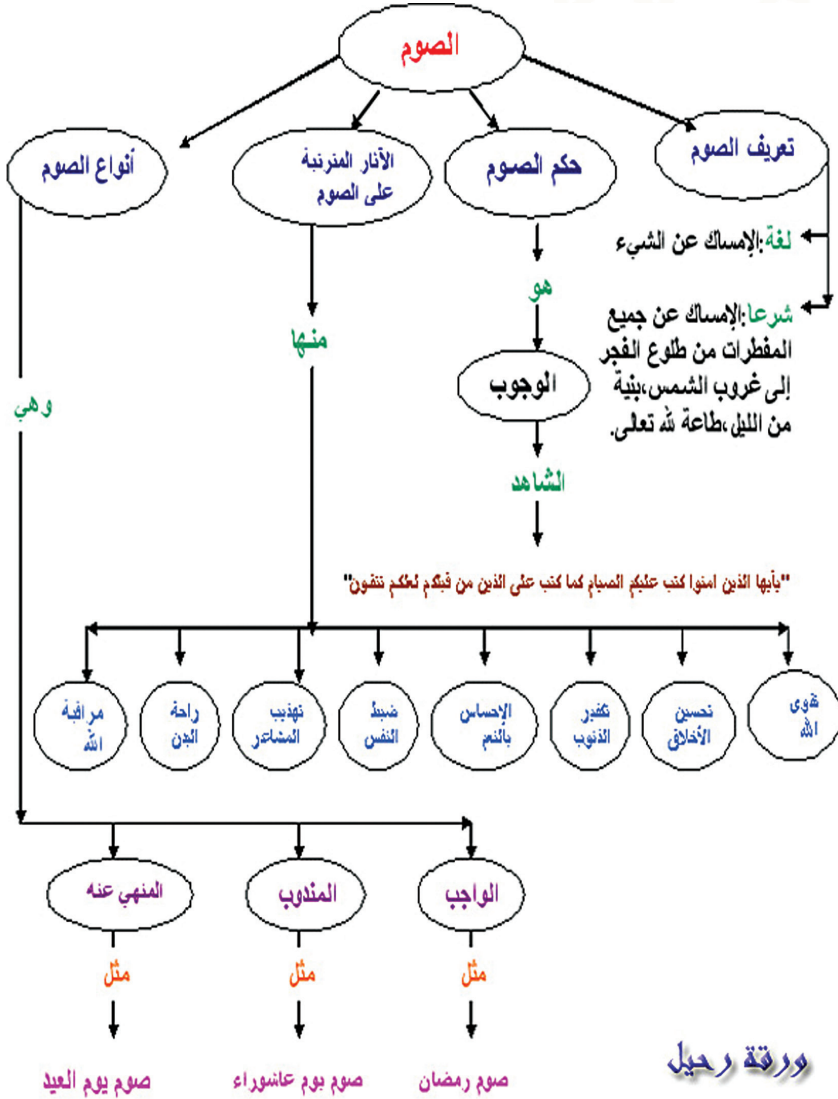 الصوم
تعريف الصوم
حكم الصوم
الآثار المترتبة
على الصوم
أنواع الصوم
لغة:الإمساك عن الشيء
شرعا:الإمساك عن جميع
المفطرات من طلوع الفجر
إلى غروب الشمس،بنية
من الليل،طاعة لله تعالى.
هو
الوجوب
الشاهد
"يأيها الذين امنوا كتب عليكم الصيام كما كتب على الذين من قبلكم لعلكم تتقون"
منها
تقوى
الله
تحسين
الأخلاق
تكفير
الذنوب
الإحساس
بالنعم
ضبط
النفس
تهذيب
المشاعر
راحة
البدن
مراقبة
الله
وهي
الواجب
المندوب
المنهي عنه
مثل
مثل
مثل
صوم رمضان
صوم يوم عاشوراء
صوم يوم العيد
ورقة رحيل